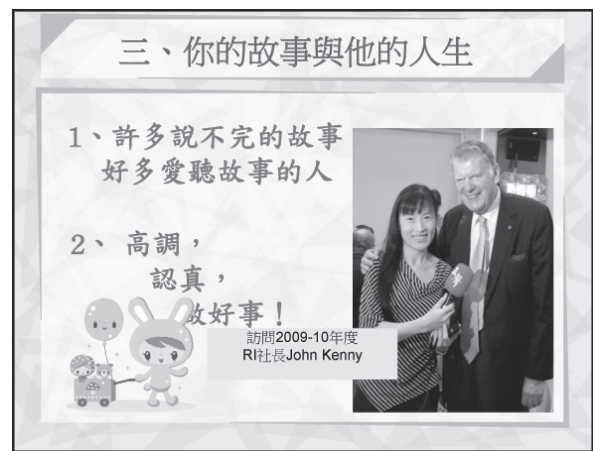 三、你的故事與他的人生
1、許多說不完的故事
好多愛聽故事的人
2、 高調，
認真，
做好事！
訪問2009-10年度
RI社長John Kenny